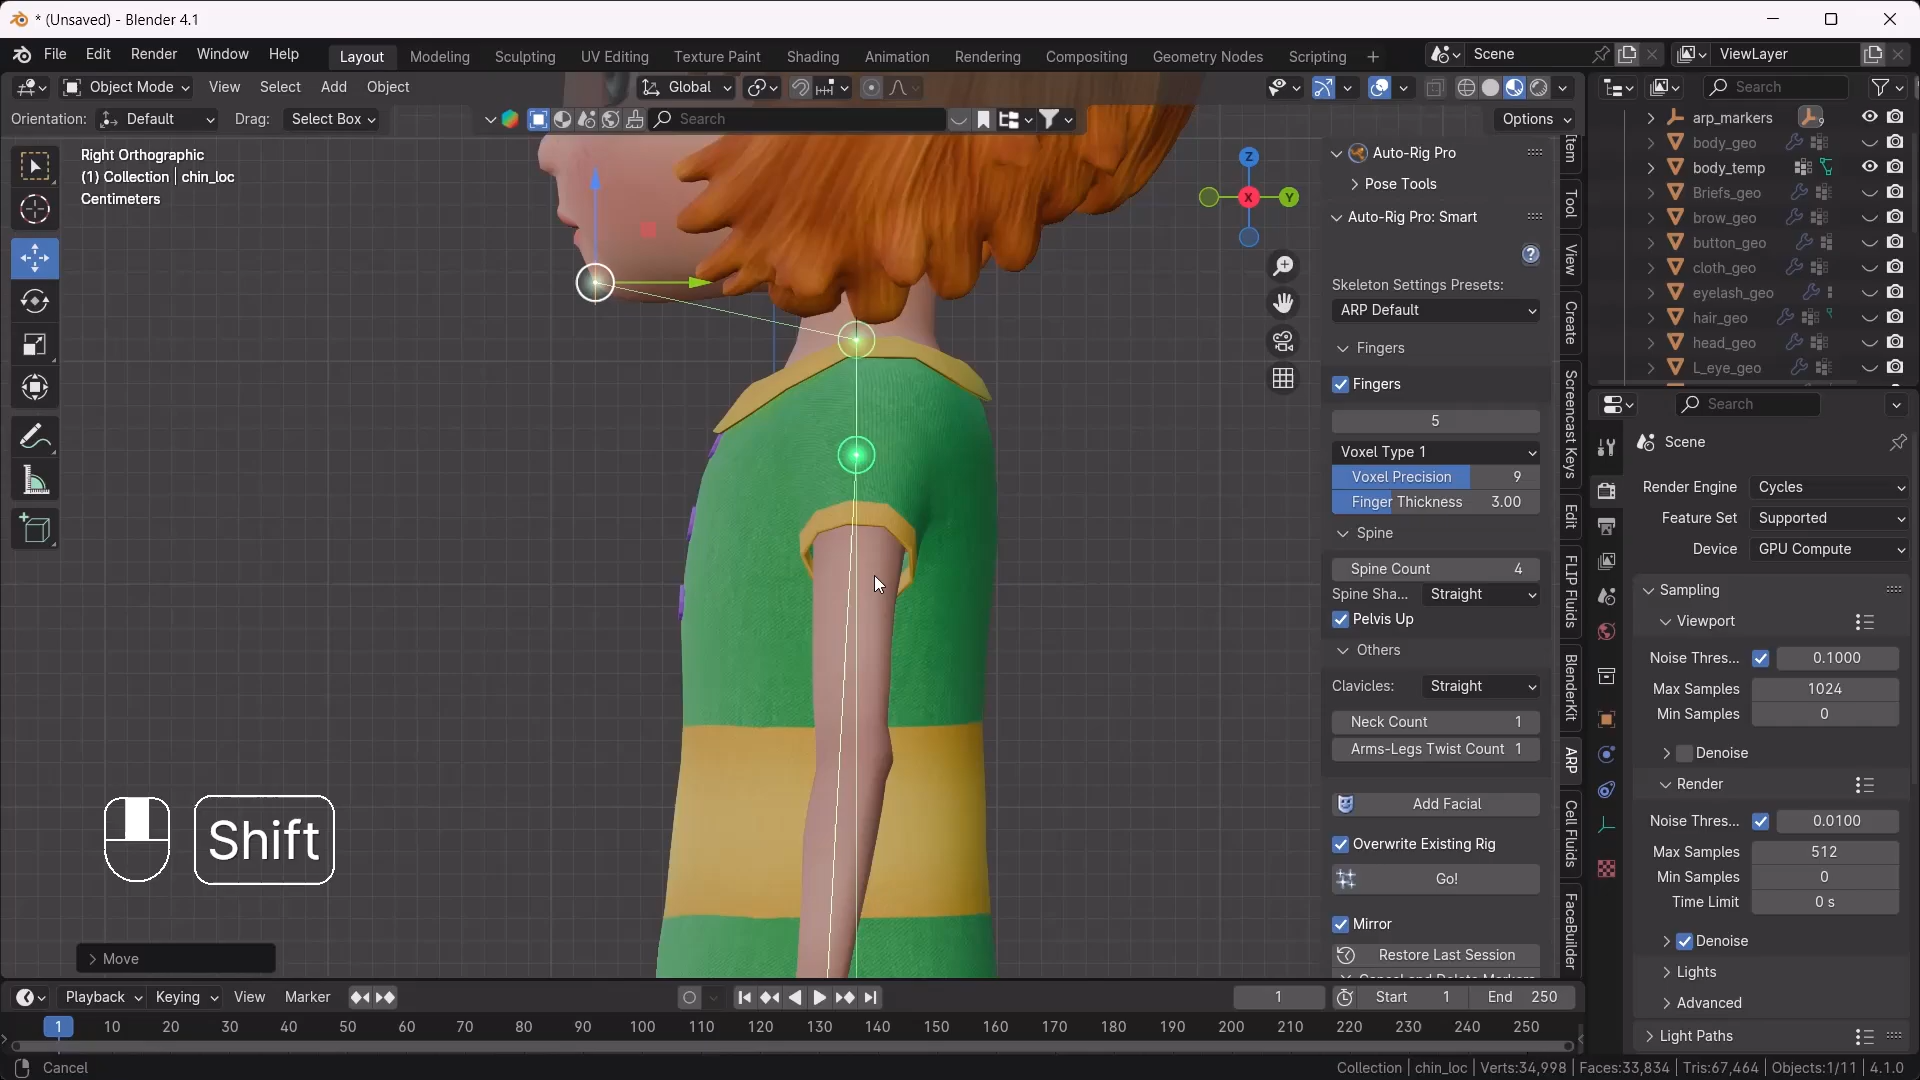 * (Unsaved) - Blender 4.1
File Edit Render Window Help
Layout Modeling Sculpting UV Editing Texture Paint Shading Animation Rendering Compositing Geometry Nodes Scripting +
Scene
ViewLayer
Object Mode View Select Add Object
Global
Search
Orientation: Default Drag: Select Box
Search
Options
Right Orthographic
(1) Collection | chin_loc
Centimeters
Z
X
Y
Auto-Rig Pro
Pose Tools
Auto-Rig Pro: Smart
?
Skeleton Settings Presets:
ARP Default
Fingers
Fingers
5
Voxel Type 1
Voxel Precision 9
Finger Thickness 3.00
Spine
Spine Count 4
Spine Sha... Straight
Pelvis Up
Others
Clavicles: Straight
Neck Count 1
Arms-Legs Twist Count 1
Add Facial
Overwrite Existing Rig
Go!
Mirror
Restore Last Session
Item
Tool
View
Create
Screencast Keys
Edit
FLIP Fluids
BlenderKit
ARP
Cell Fluids
FaceBuilder
arp_markers 9
body_geo
body_temp
Briefs_geo
brow_geo
button_geo
cloth_geo
eyelash_geo
hair_geo
head_geo
L_eye_geo
Search
Scene
Render Engine Cycles
Feature Set Supported
Device GPU Compute
Sampling
Viewport
Noise Thres... 0.1000
Max Samples 1024
Min Samples 0
Denoise
Render
Noise Thres... 0.0100
Max Samples 512
Min Samples 0
Time Limit 0 s
Denoise
Lights
Advanced
Light Paths
Shift
Move
Playback Keying View Marker
1 Start 1 End 250
1 10 20 30 40 50 60 70 80 90 100 110 120 130 140 150 160 170 180 190 200 210 220 230 240 250
Cancel
Collection | chin_loc | Verts:34,998 | Faces:33,834 | Tris:67,464 | Objects:1/11 | 4.1.0